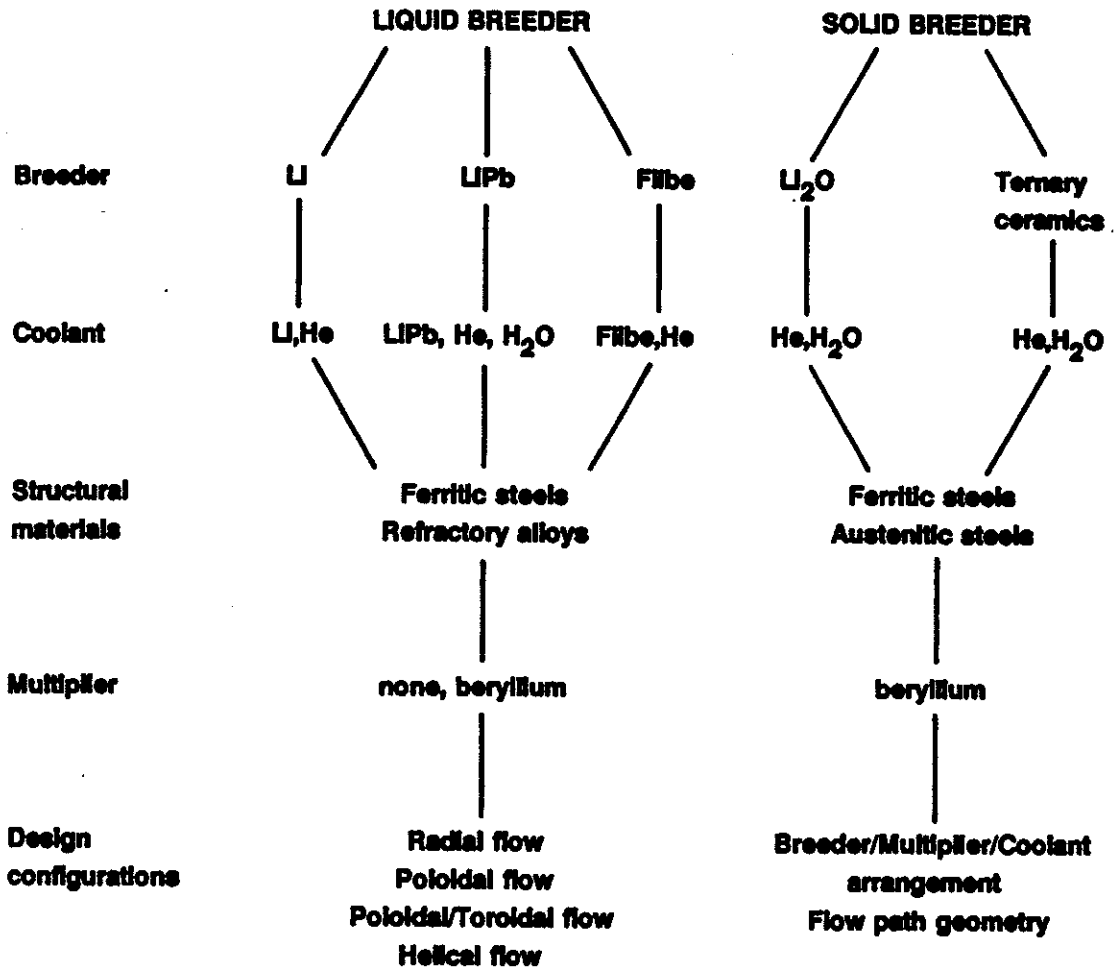 LIQUID BREEDER SOLID BREEDER
Breeder Li LiPb Flibe Li₂O Ternary
ceramics
Coolant Li,He LiPb, He, H₂O Flibe,He He,H₂O He,H₂O
Structural Ferritic steels Ferritic steels
materials Refractory alloys Austenitic steels
Multiplier none, beryllium beryllium
Design Radial flow Breeder/Multiplier/Coolant
configurations Poloidal flow arrangement
Poloidal/Toroidal flow Flow path geometry
Helical flow